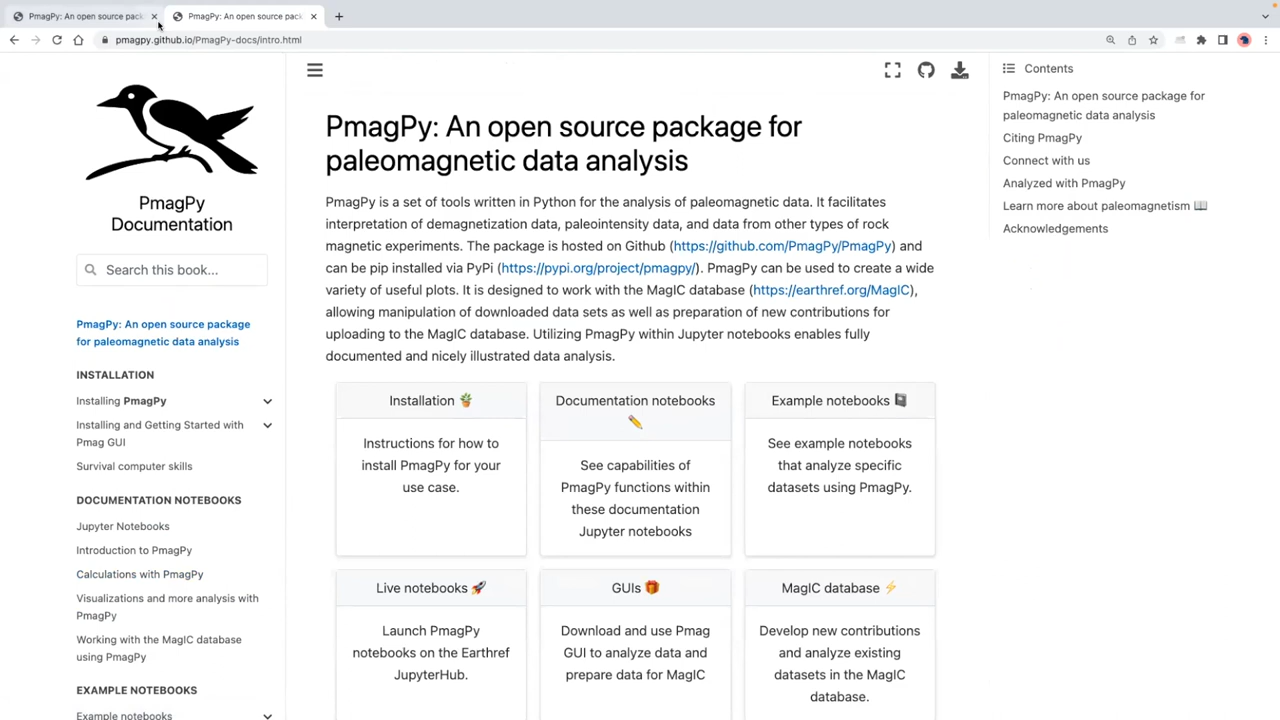 PmagPy: An open source pack
PmagPy: An open source pack
pmagpy.github.io/PmagPy-docs/intro.html
PmagPy
Documentation
Search this book...
PmagPy: An open source package
for paleomagnetic data analysis
INSTALLATION
Installing PmagPy
Installing and Getting Started with
Pmag GUI
Survival computer skills
DOCUMENTATION NOTEBOOKS
Jupyter Notebooks
Introduction to PmagPy
Calculations with PmagPy
Visualizations and more analysis with
PmagPy
Working with the MagIC database
using PmagPy
EXAMPLE NOTEBOOKS
Example notebooks
PmagPy: An open source package for
paleomagnetic data analysis
PmagPy is a set of tools written in Python for the analysis of paleomagnetic data. It facilitates
interpretation of demagnetization data, paleointensity data, and data from other types of rock
magnetic experiments. The package is hosted on Github (https://github.com/PmagPy/PmagPy) and
can be pip installed via PyPi (https://pypi.org/project/pmagpy/). PmagPy can be used to create a wide
variety of useful plots. It is designed to work with the MagIC database (https://earthref.org/MagIC),
allowing manipulation of downloaded data sets as well as preparation of new contributions for
uploading to the MagIC database. Utilizing PmagPy within Jupyter notebooks enables fully
documented and nicely illustrated data analysis.
Installation 🪴
Instructions for how to
install PmagPy for your
use case.
Documentation notebooks
✏️
See capabilities of
PmagPy functions within
these documentation
Jupyter notebooks
Example notebooks 📓
See example notebooks
that analyze specific
datasets using PmagPy.
Live notebooks 🚀
Launch PmagPy
notebooks on the Earthref
JupyterHub.
GUIs 🎁
Download and use Pmag
GUI to analyze data and
prepare data for MagIC
MagIC database ⚡
Develop new contributions
and analyze existing
datasets in the MagIC
database.
Contents
PmagPy: An open source package for
paleomagnetic data analysis
Citing PmagPy
Connect with us
Analyzed with PmagPy
Learn more about paleomagnetism 📖
Acknowledgements